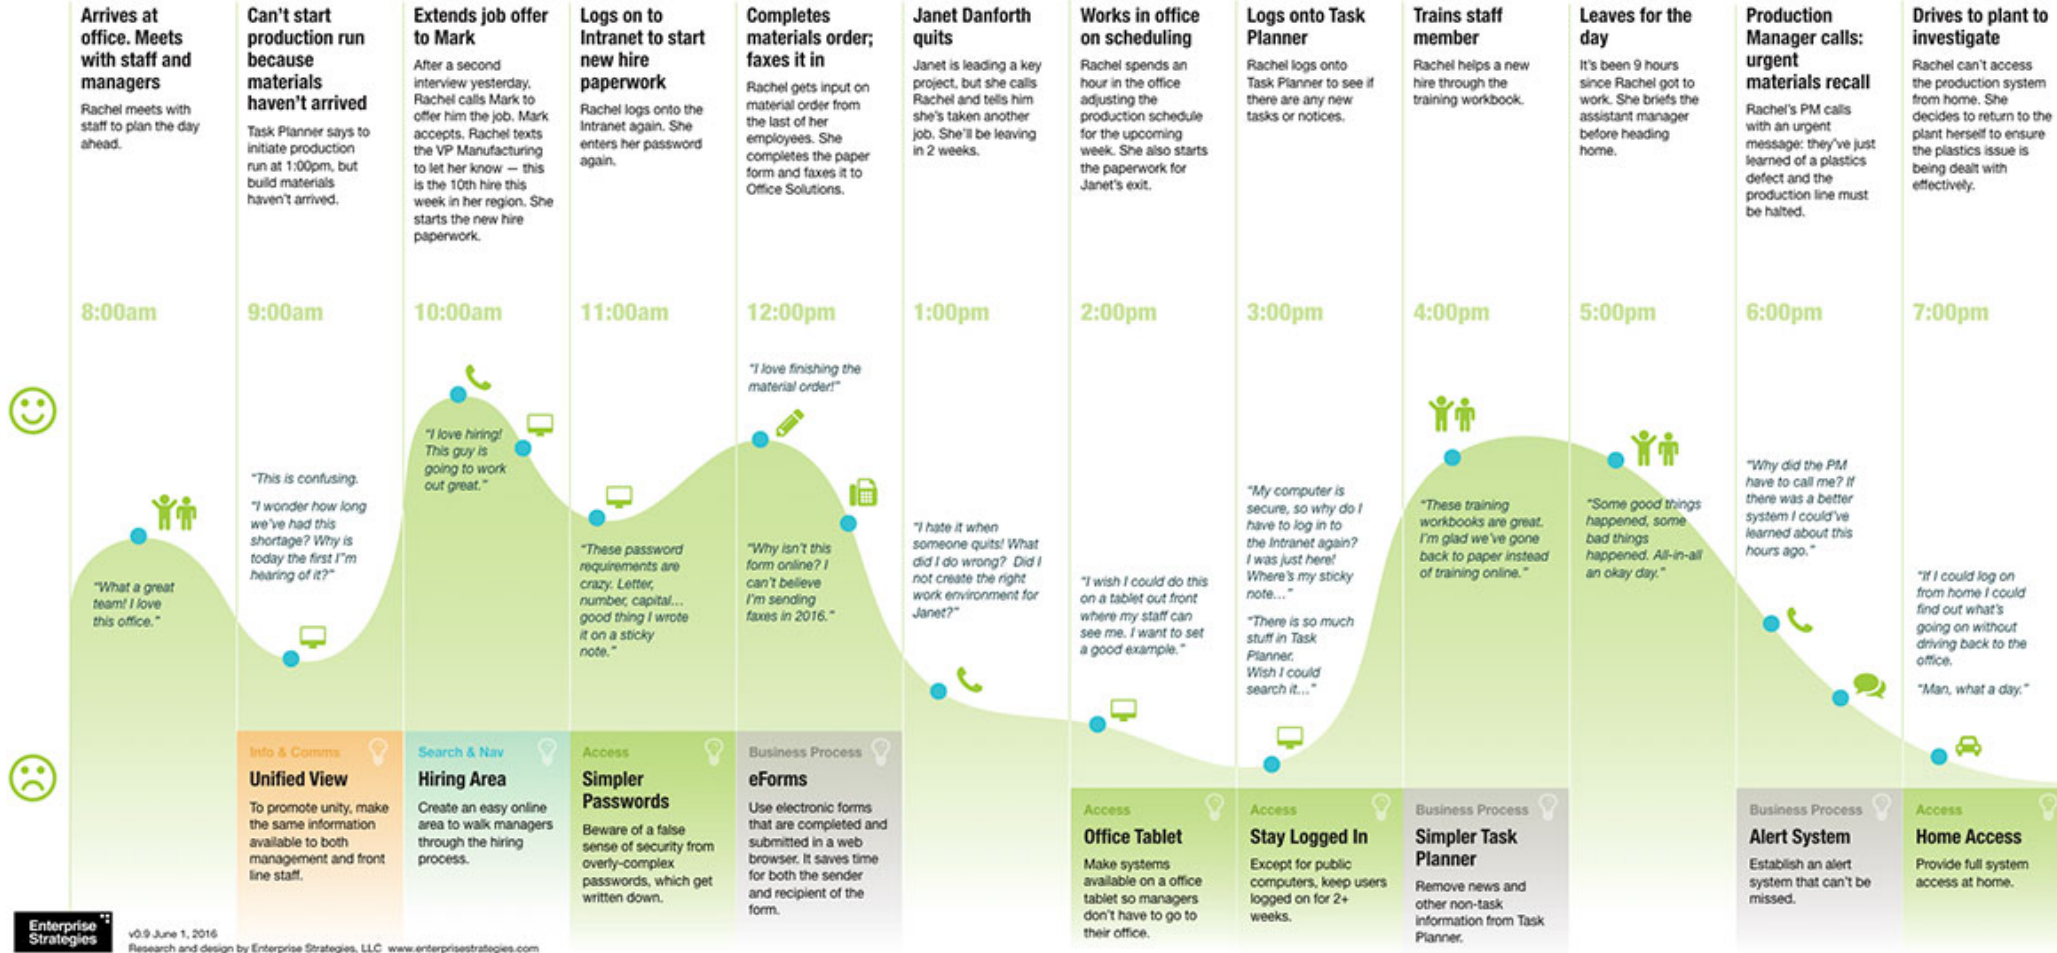 Arrives at
office. Meets
with staff and
managers
Rachel meets with
staff to plan the day
ahead.
Can't start
production run
because
materials
haven't arrived
Task Planner says to
initiate production
run at 1:00pm, but
build materials
haven't arrived.
Extends job offer
to Mark
After a second
interview yesterday,
Rachel calls Mark to
offer him the job. Mark
accepts. Rachel texts
the VP Manufacturing
to let her know — this
is the 10th hire this
week in her region. She
starts the new hire
paperwork.
Logs on to
Intranet to start
new hire
paperwork
Rachel logs onto the
Intranet again. She
enters her password
again.
Completes
materials order;
faxes it in
Rachel gets input on
material order from
the last of her
employees. She
completes the paper
form and faxes it to
Office Solutions.
Janet Danforth
quits
Janet is leading a key
project, but she calls
Rachel and tells him
she's taken another
job. She'll be leaving
in 2 weeks.
Works in office
on scheduling
Rachel spends an
hour in the office
adjusting the
production schedule
for the upcoming
week. She also starts
the paperwork for
Janet's exit.
Logs onto Task
Planner
Rachel logs onto
Task Planner to see if
there are any new
tasks or notices.
Trains staff
member
Rachel helps a new
hire through the
training workbook.
Leaves for the
day
It's been 9 hours
since Rachel got to
work. She briefs the
assistant manager
before heading
home.
Production
Manager calls:
urgent
materials recall
Rachel's PM calls
with an urgent
message: they've just
learned of a plastics
defect and the
production line must
be halted.
Drives to plant to
investigate
Rachel can't access
the production system
from home. She
decides to return to the
plant herself to ensure
the plastics issue is
being dealt with
effectively.
8:00am
9:00am
10:00am
11:00am
12:00pm
1:00pm
2:00pm
3:00pm
4:00pm
5:00pm
6:00pm
7:00pm
"What a great
team! I love
this office."
"This is confusing.
"I wonder how long
we've had this
shortage? Why is
today the first I"m
hearing of it?"
"I love hiring!
This guy is
going to work
out great."
"These password
requirements are
crazy. Letter,
number, capital...
good thing I wrote
it on a sticky
note."
"I love finishing the
material order!"
"Why isn't this
form online? I
can't believe
I'm sending
faxes in 2016."
"I hate it when
someone quits! What
did I do wrong? Did I
not create the right
work environment for
Janet?"
"I wish I could do this
on a tablet out front
where my staff can
see me. I want to set
a good example."
"My computer is
secure, so why do I
have to log in to
the Intranet again?
I was just here!
Where's my sticky
note..."
"There is so much
stuff in Task
Planner.
Wish I could
search it..."
"These training
workbooks are great.
I'm glad we've gone
back to paper instead
of training online."
"Some good things
happened, some
bad things
happened. All-in-all
an okay day."
"Why did the PM
have to call me? If
there was a better
system I could've
learned about this
hours ago."
"If I could log on
from home I could
find out what's
going on without
driving back to the
office.
"Man, what a day."
Info & Comms
Unified View
To promote unity, make
the same information
available to both
management and front
line staff.
Search & Nav
Hiring Area
Create an easy online
area to walk managers
through the hiring
process.
Access
Simpler
Passwords
Beware of a false
sense of security from
overly-complex
passwords, which get
written down.
Business Process
eForms
Use electronic forms
that are completed and
submitted in a web
browser. It saves time
for both the sender
and recipient of the
form.
Access
Office Tablet
Make systems
available on a office
tablet so managers
don't have to go to
their office.
Access
Stay Logged In
Except for public
computers, keep users
logged on for 2+
weeks.
Business Process
Simpler Task
Planner
Remove news and
other non-task
information from Task
Planner.
Business Process
Alert System
Establish an alert
system that can't be
missed.
Access
Home Access
Provide full system
access at home.
Enterprise
Strategies
v0.9 June 1, 2016
Research and design by Enterprise Strategies, LLC www.enterprisestrategies.com